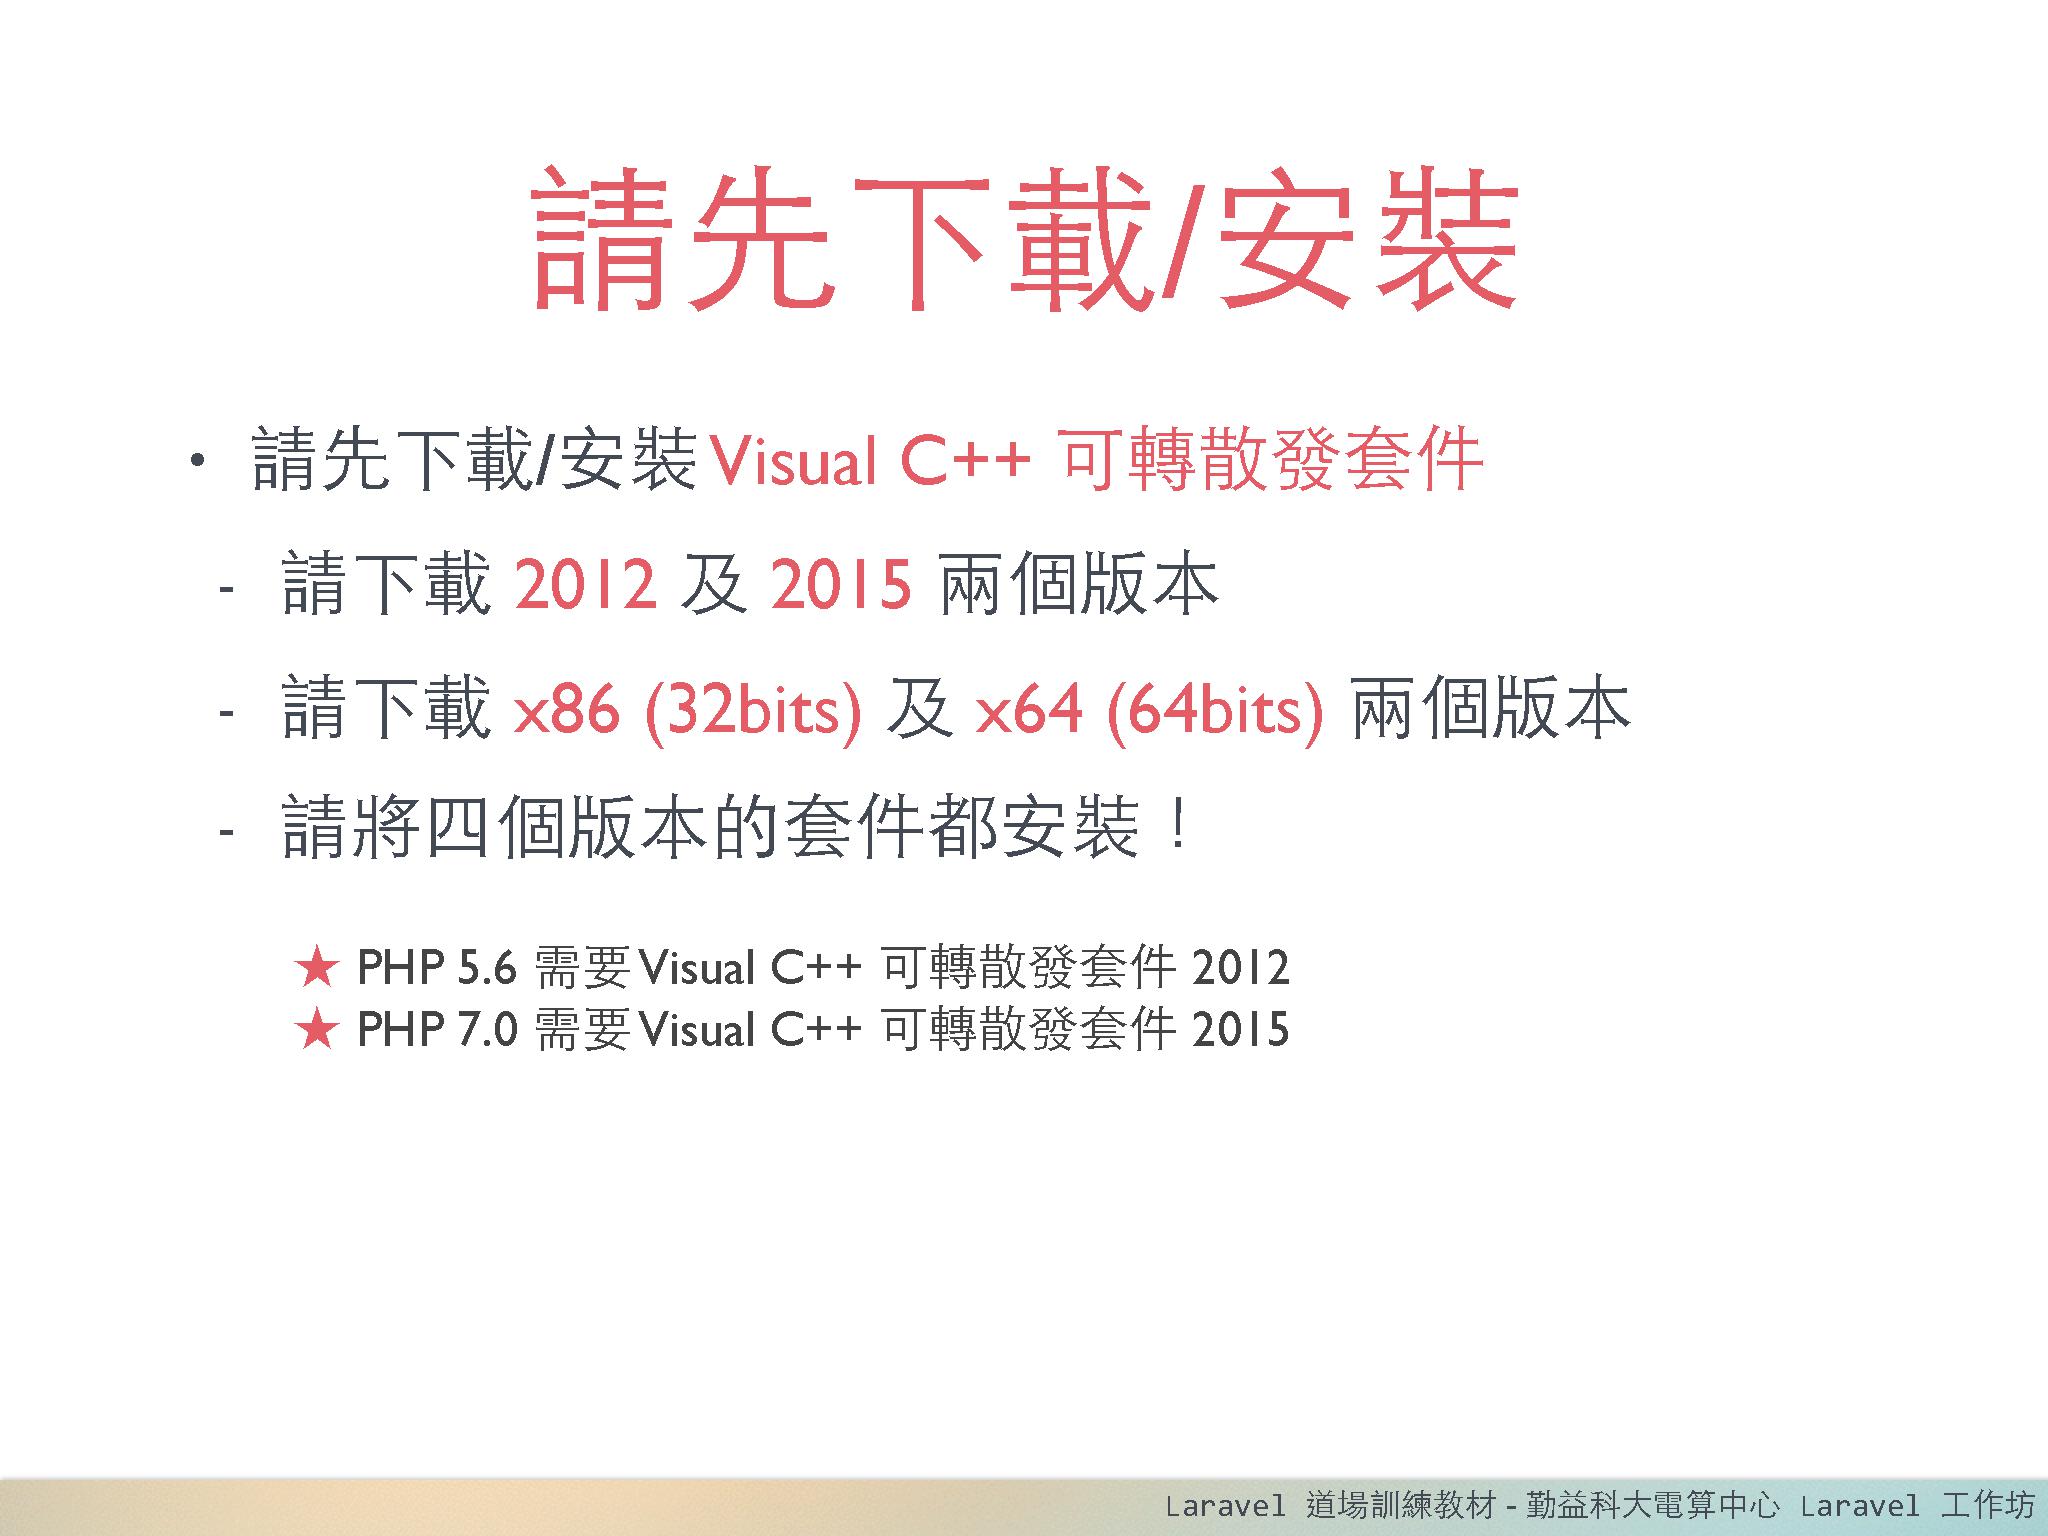 請先下載/安裝
• 請先下載/安裝 Visual C++ 可轉散發套件
- 請下載 2012 及 2015 兩個版本
- 請下載 x86 (32bits) 及 x64 (64bits) 兩個版本
- 請將四個版本的套件都安裝！
★ PHP 5.6 需要 Visual C++ 可轉散發套件 2012
★ PHP 7.0 需要 Visual C++ 可轉散發套件 2015
Laravel 道場訓練教材 - 勤益科大電算中心 Laravel 工作坊